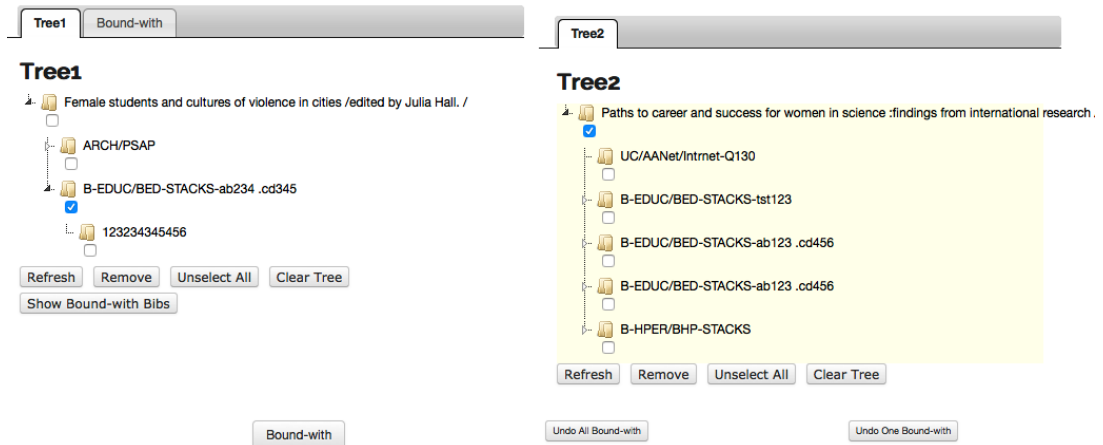 Tree1 Bound-with
Tree1
Female students and cultures of violence in cities /edited by Julia Hall. /
ARCH/PSAP
B-EDUC/BED-STACKS-ab234 .cd345
123234345456
Refresh Remove Unselect All Clear Tree
Show Bound-with Bibs
Bound-with
Tree2
Tree2
Paths to career and success for women in science :findings from international research
UC/AANet/Intrnet-Q130
B-EDUC/BED-STACKS-tst123
B-EDUC/BED-STACKS-ab123 .cd456
B-EDUC/BED-STACKS-ab123 .cd456
B-HPER/BHP-STACKS
Refresh Remove Unselect All Clear Tree
Undo All Bound-with Undo One Bound-with